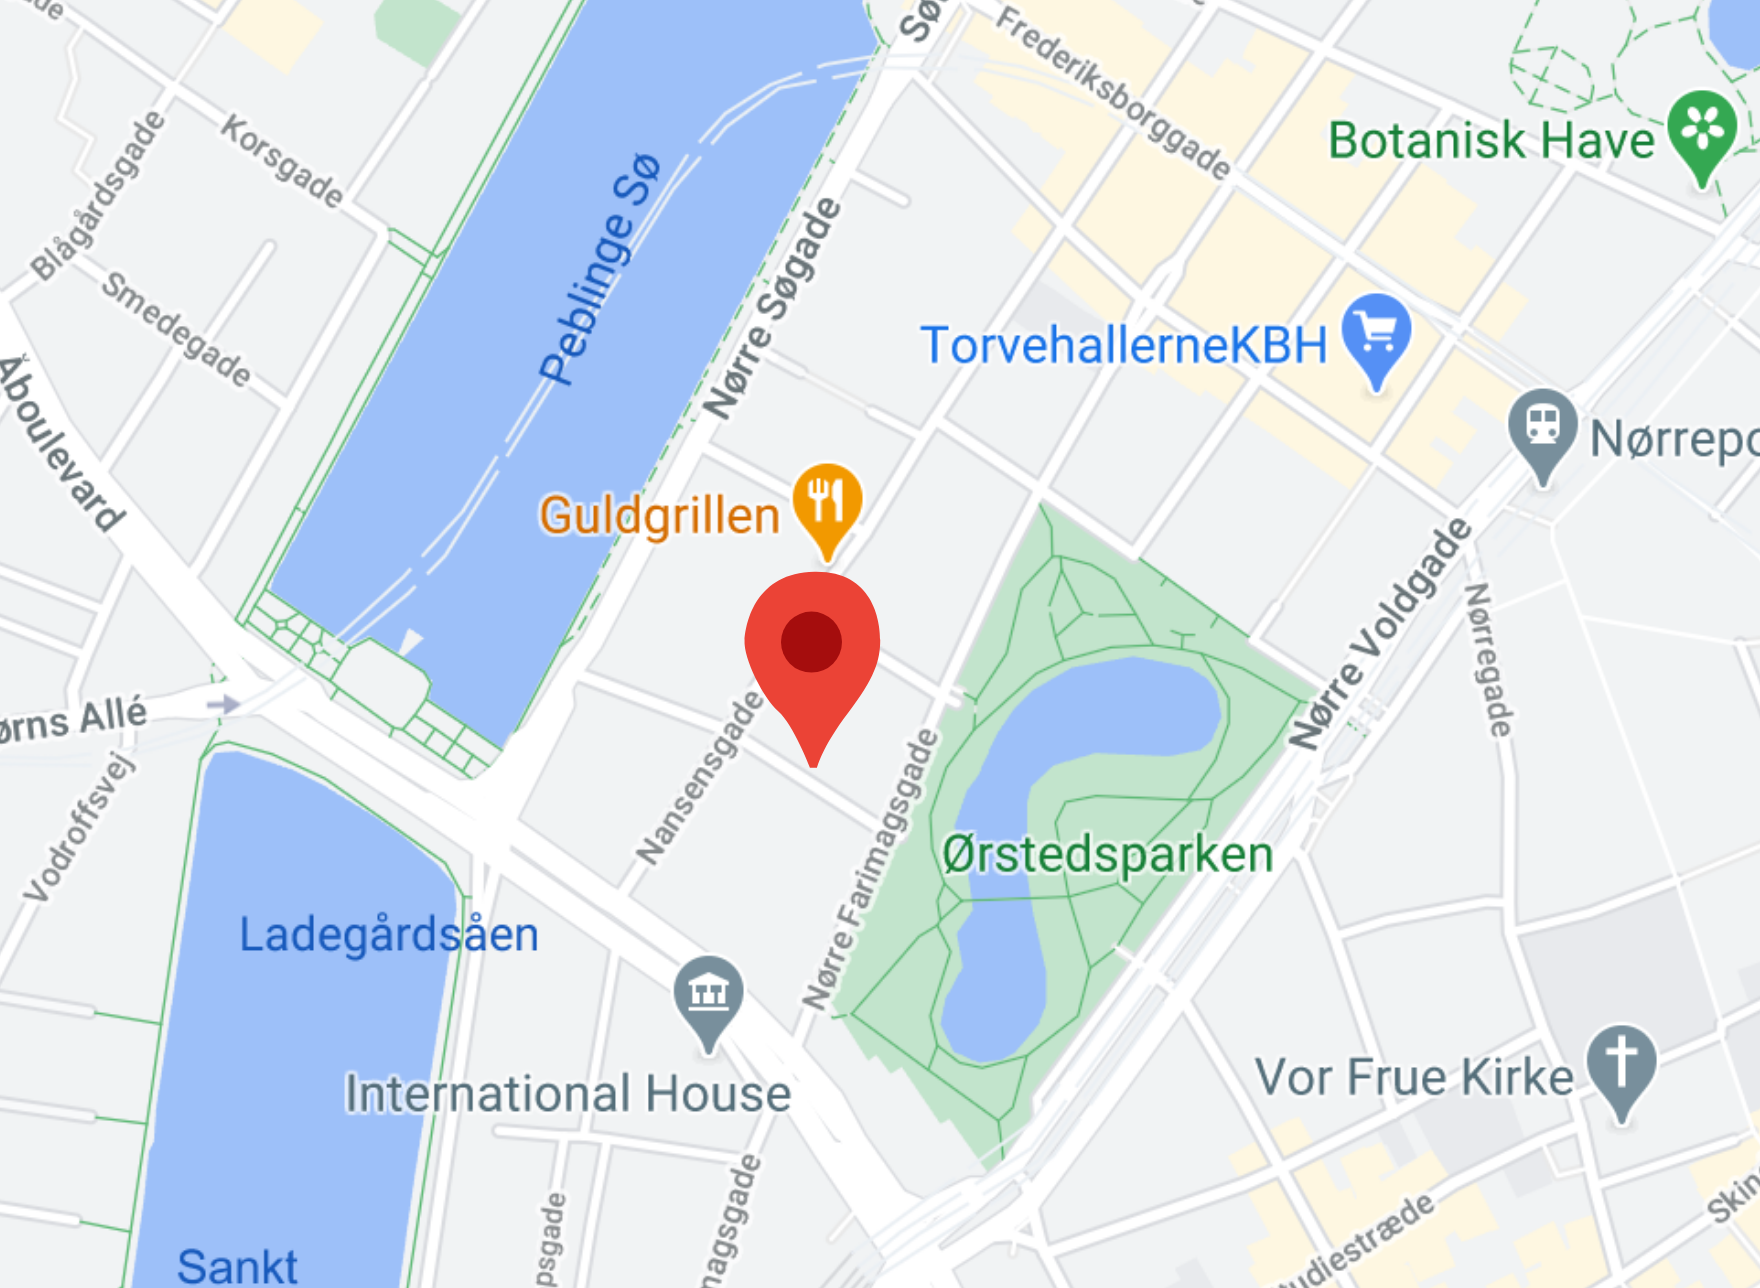 Frederiksborggade
Botanisk Have
Korsgade
Blågårdsgade
Peblinge Sø
Nørre Søgade
Smedegade
TorvehallerneKBH
Åboulevard
Nørrepo
Guldgrillen
Nørre Voldgade
Nørregade
ørns Allé
Nansensgade
Vodroffsvej
Nørre Farimagsgade
Ørstedsparken
Ladegårdsåen
International House
Vor Frue Kirke
Skin
psgade
magsgade
udiestræde
Sankt